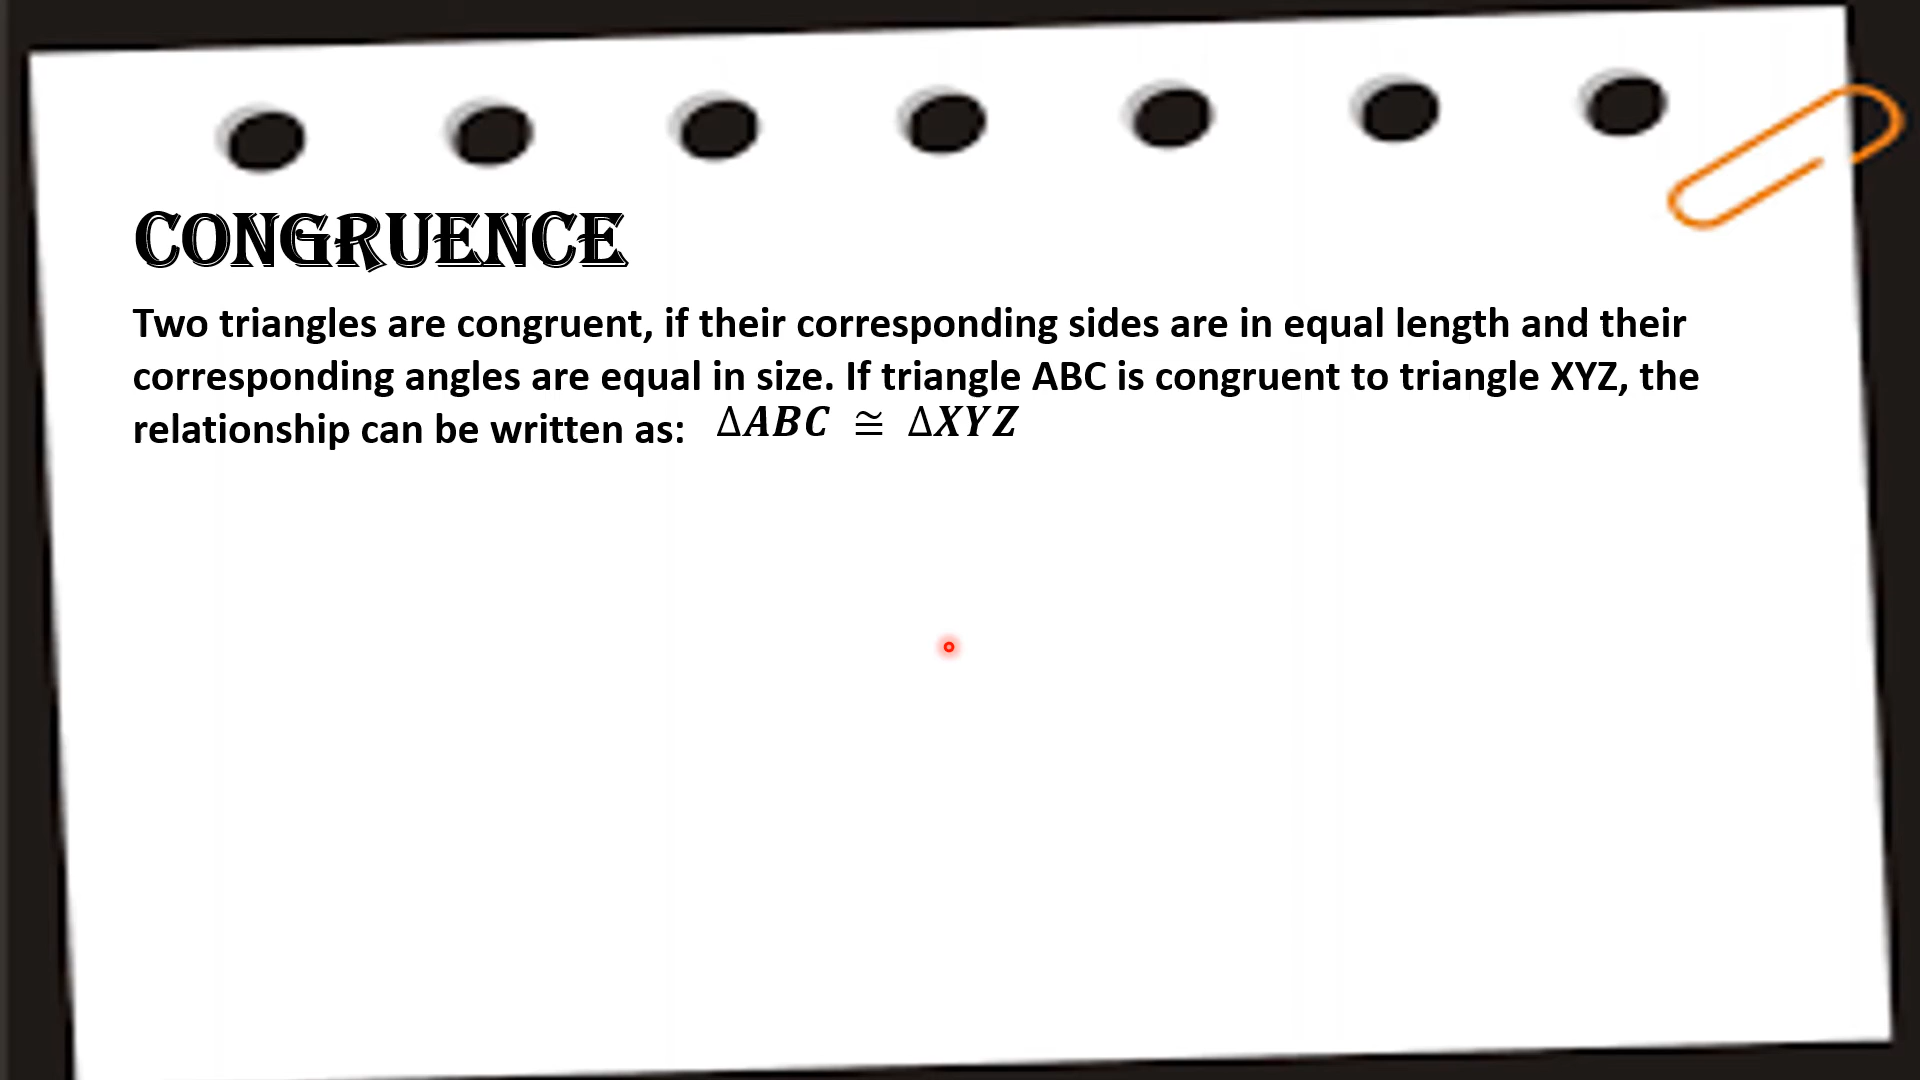 CONGRUENCE
Two triangles are congruent, if their corresponding sides are in equal length and their
corresponding angles are equal in size. If triangle ABC is congruent to triangle XYZ, the
relationship can be written as: ΔABC ≅ ΔXYZ